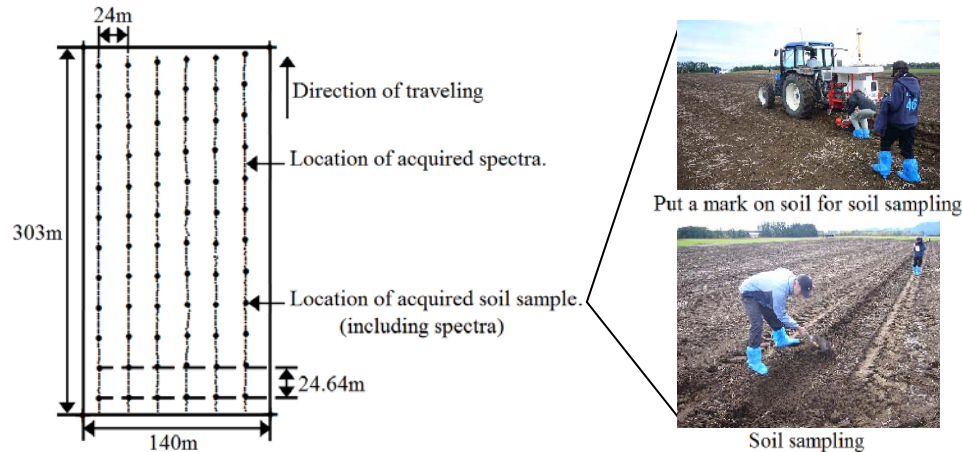 24m
Direction of traveling
Location of acquired spectra.
303m
Location of acquired soil sample.
(including spectra)
24.64m
140m
46
Put a mark on soil for soil sampling
Soil sampling